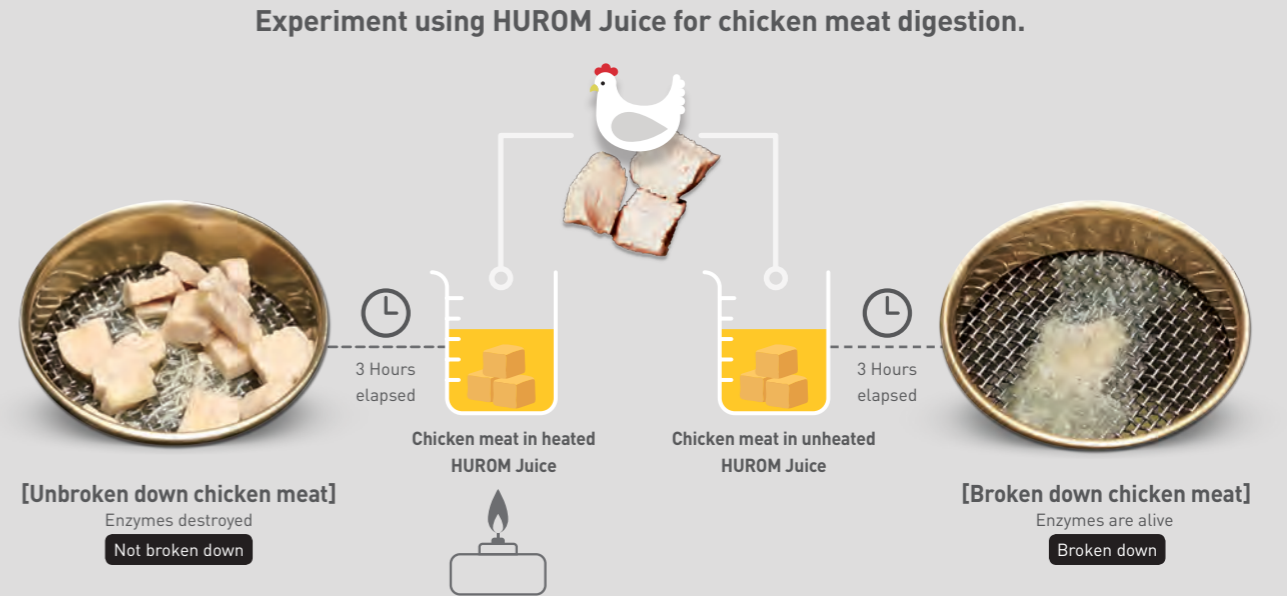 Experiment using HUROM Juice for chicken meat digestion.
3 Hours
elapsed
3 Hours
elapsed
Chicken meat in heated
HUROM Juice
Chicken meat in unheated
HUROM Juice
[Unbroken down chicken meat]
Enzymes destroyed
Not broken down
[Broken down chicken meat]
Enzymes are alive
Broken down